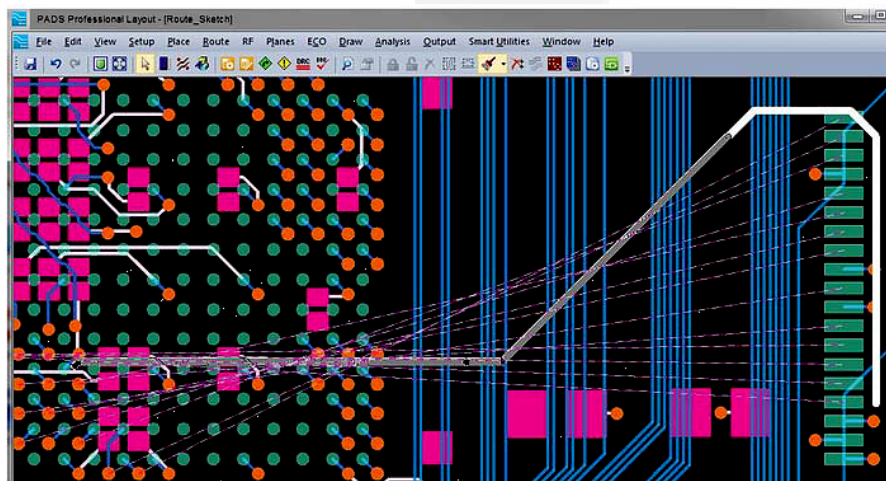 PADS Professional Layout - [Route_Sketch]
File Edit View Setup Place Route RF Planes ECO Draw Analysis Output Smart Utilities Window Help
DRC